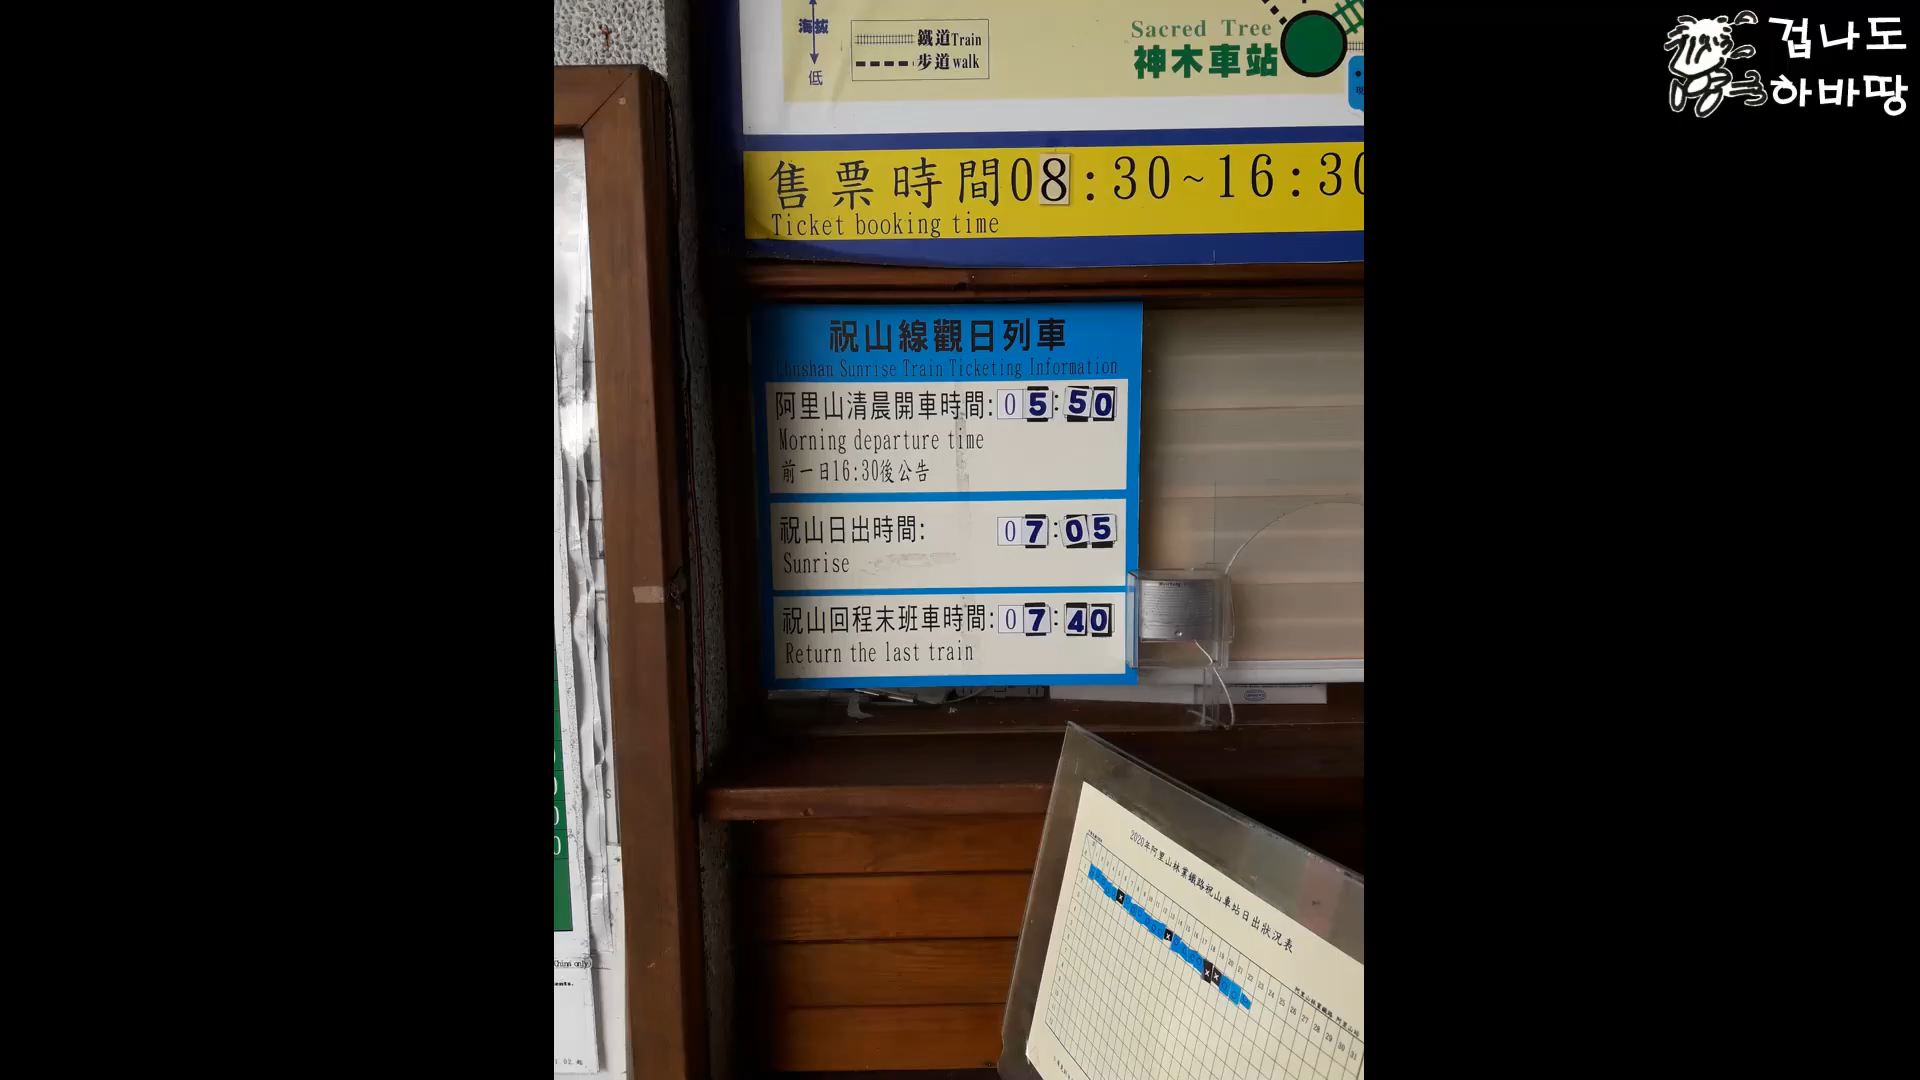 海拔
低
鐵道Train
步道walk
Sacred Tree
神木車站
겁나도
하바땅
售票時間08:30~16:30
Ticket booking time
祝山線觀日列車
Chushan Sunrise Train Ticketing Information
阿里山清晨開車時間:05:50
Morning departure time
前一日16:30後公告
祝山日出時間: 07:05
Sunrise
祝山回程末班車時間:07:40
Return the last train
2020年阿里山林業鐵路祝山車站日出狀況表